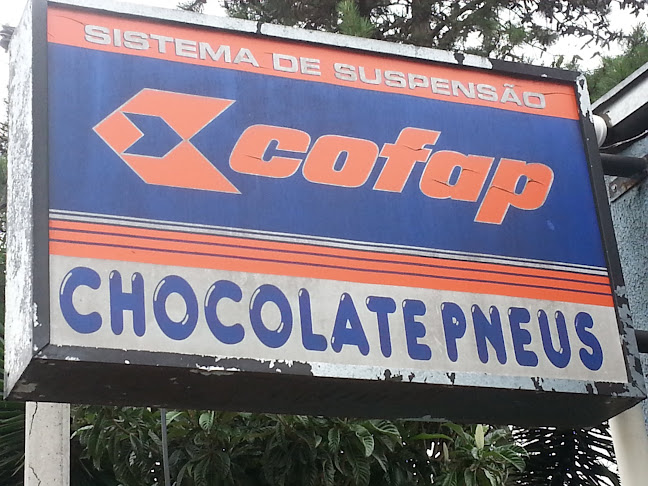 SISTEMA DE SUSPENSÃO
cofap
CHOCOLATE PNEUS